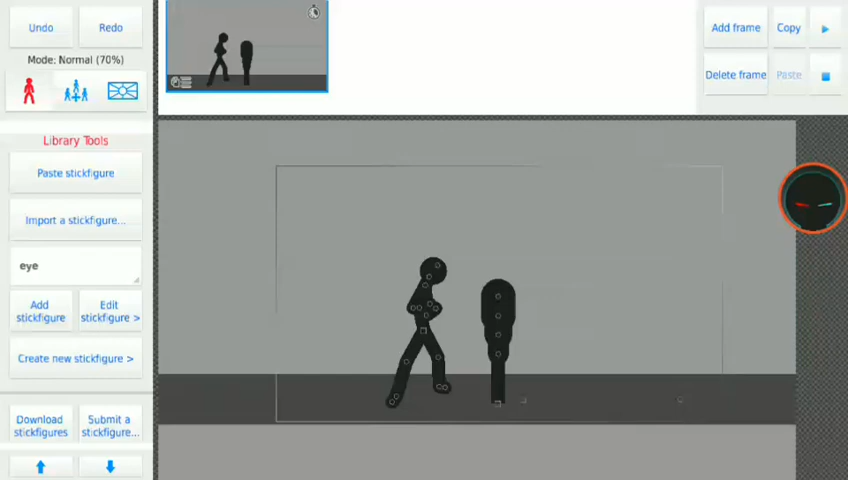 Undo
Redo
Mode: Normal (70%)
Library Tools
Paste stickfigure
Import a stickfigure...
eye
Add stickfigure
Edit stickfigure >
Create new stickfigure >
Download stickfigures
Submit a stickfigure...
Add frame
Copy
Delete frame
Paste